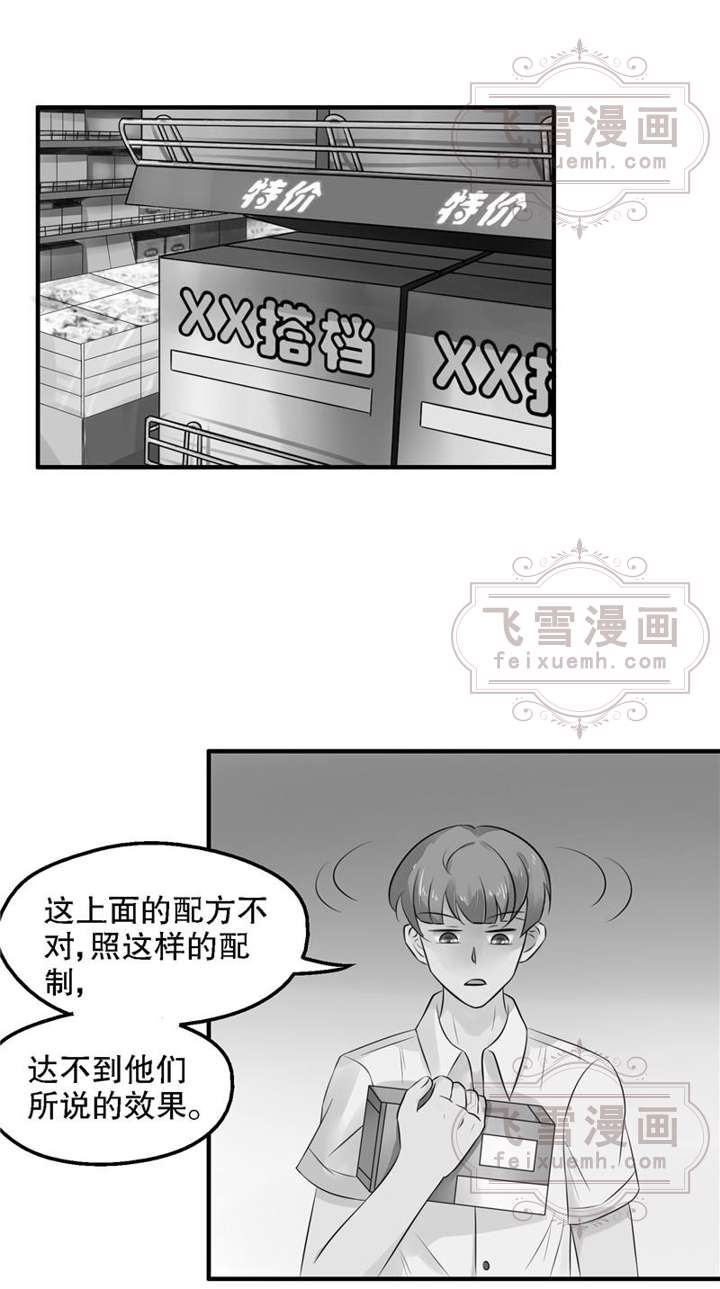 飞雪漫画
feixuemh.com
特价
特价
XX搭档
XX搭
飞雪漫画
feixuemh.com
这上面的配方不
对,照这样的配
制,
达不到他们
所说的效果。
飞雪漫画
feixuemh.com